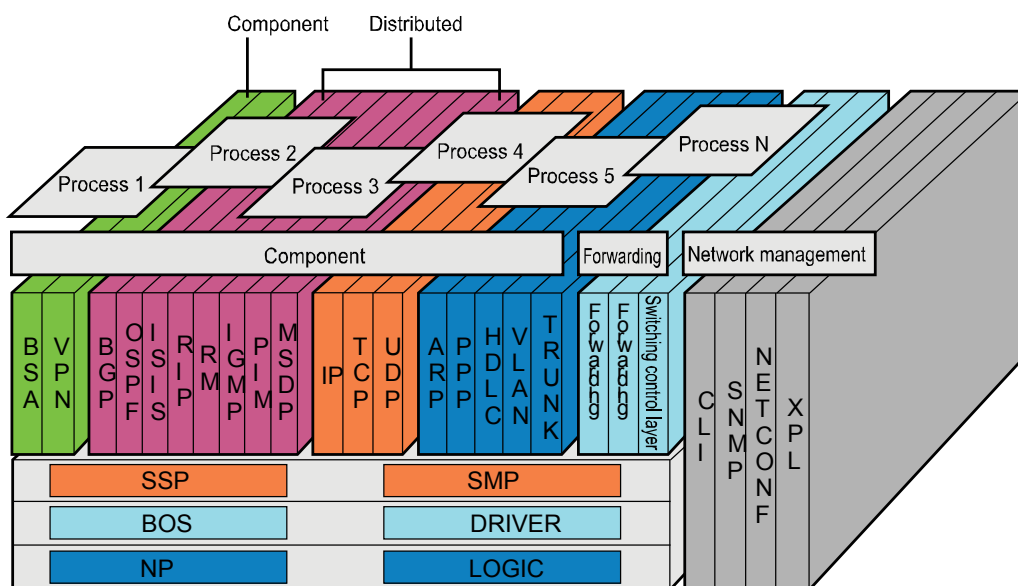 Component
Distributed
Process 1
Process 2
Process 3
Process 4
Process 5
Process N
Component
Forwarding
Network management
BSA
VPN
BGP
OSPF
ISIS
RIP
RM
IGMP
PIM
MSDP
IP
TCP
UDP
ARP
PPP
HDLC
VLAN
TRUNK
Forwading
Forwading
Switching control layer
CLI
SNMP
NETCONF
XPL
SSP
SMP
BOS
DRIVER
NP
LOGIC